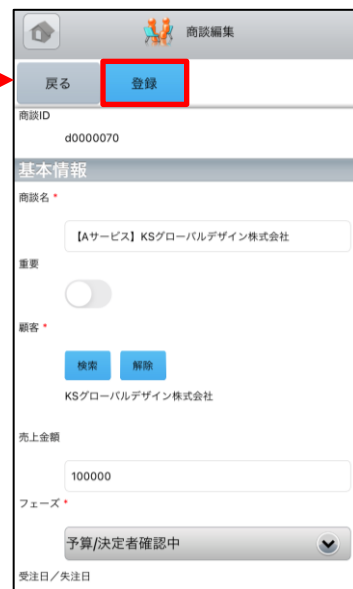 商談編集
戻る
登録
商談ID
d0000070
基本情報
商談名 *
【Aサービス】KSグローバルデザイン株式会社
重要
顧客 *
検索
解除
KSグローバルデザイン株式会社
売上金額
100000
フェーズ *
予算/決定者確認中
受注日／失注日